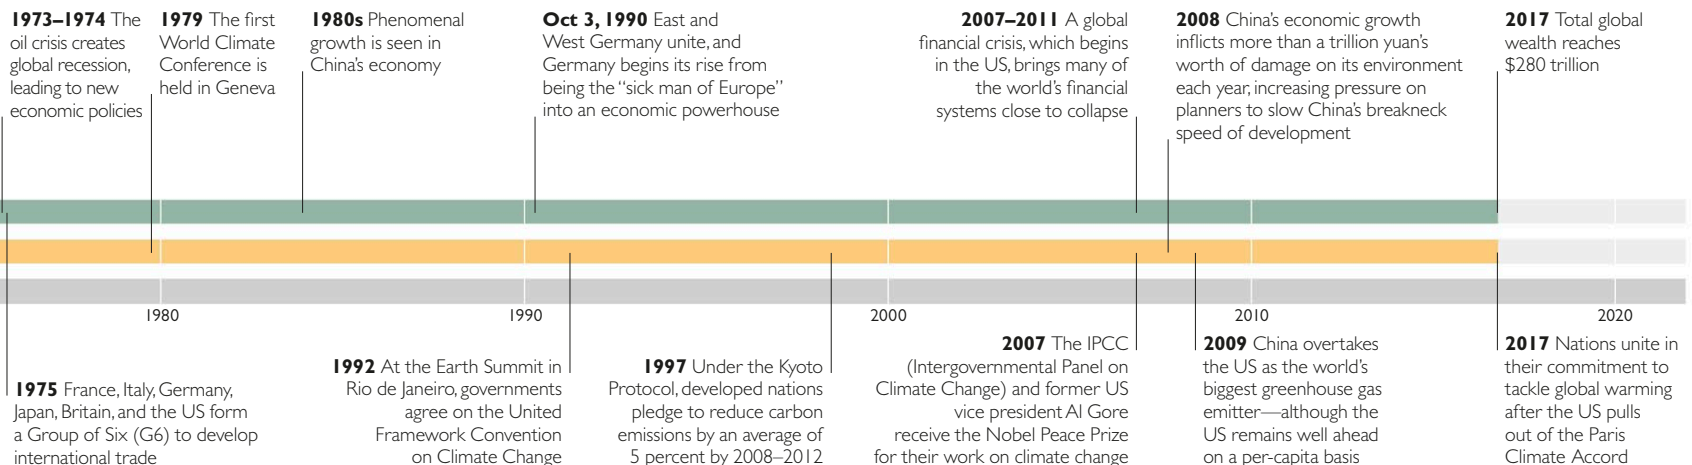 1973–1974 The
oil crisis creates
global recession,
leading to new
economic policies
1979 The first
World Climate
Conference is
held in Geneva
1980s Phenomenal
growth is seen in
China's economy
Oct 3, 1990 East and
West Germany unite, and
Germany begins its rise from
being the “sick man of Europe”
into an economic powerhouse
2007–2011 A global
financial crisis, which begins
in the US, brings many of
the world's financial
systems close to collapse
2008 China's economic growth
inflicts more than a trillion yuan's
worth of damage on its environment
each year, increasing pressure on
planners to slow China's breakneck
speed of development
2017 Total global
wealth reaches
$280 trillion
1980
1990
2000
2010
2020
1975 France, Italy, Germany,
Japan, Britain, and the US form
a Group of Six (G6) to develop
international trade
1992 At the Earth Summit in
Rio de Janeiro, governments
agree on the United
Framework Convention
on Climate Change
1997 Under the Kyoto
Protocol, developed nations
pledge to reduce carbon
emissions by an average of
5 percent by 2008–2012
2007 The IPCC
(Intergovernmental Panel on
Climate Change) and former US
vice president Al Gore
receive the Nobel Peace Prize
for their work on climate change
2009 China overtakes
the US as the world's
biggest greenhouse gas
emitter—although the
US remains well ahead
on a per-capita basis
2017 Nations unite in
their commitment to
tackle global warming
after the US pulls
out of the Paris
Climate Accord